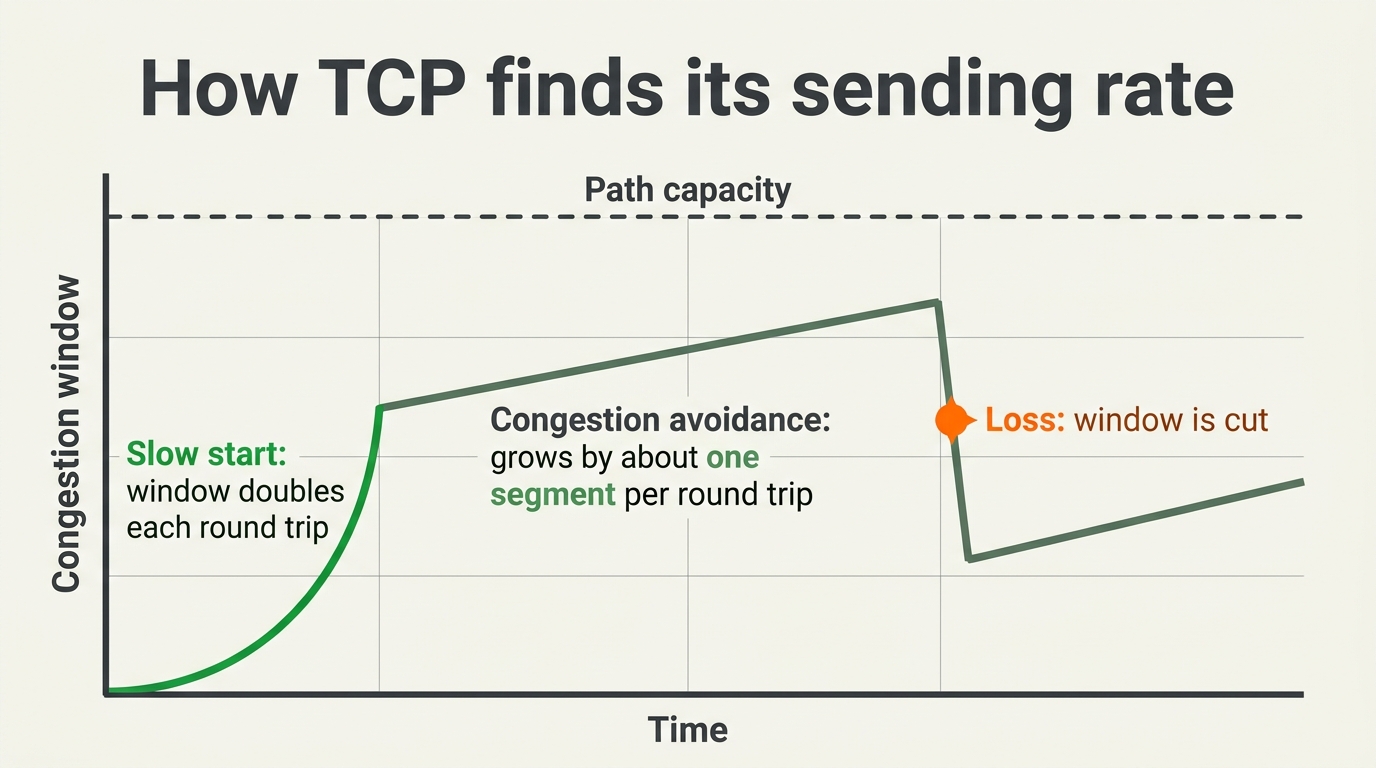 How TCP finds its sending rate
Path capacity
Congestion window
Slow start:
window doubles
each round trip
Congestion avoidance:
grows by about one
segment per round trip
Loss: window is cut
Time